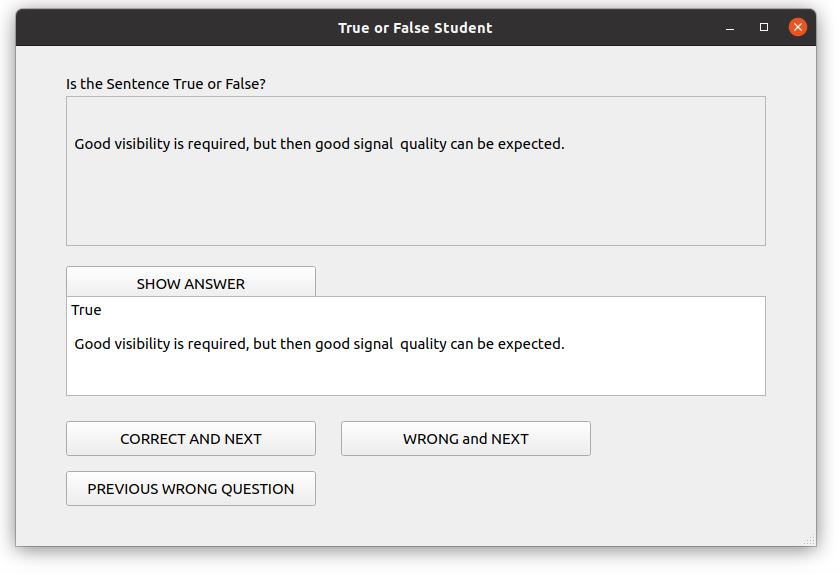 True or False Student
Is the Sentence True or False?
Good visibility is required, but then good signal  quality can be expected.
SHOW ANSWER
True
Good visibility is required, but then good signal  quality can be expected.
CORRECT AND NEXT
WRONG and NEXT
PREVIOUS WRONG QUESTION